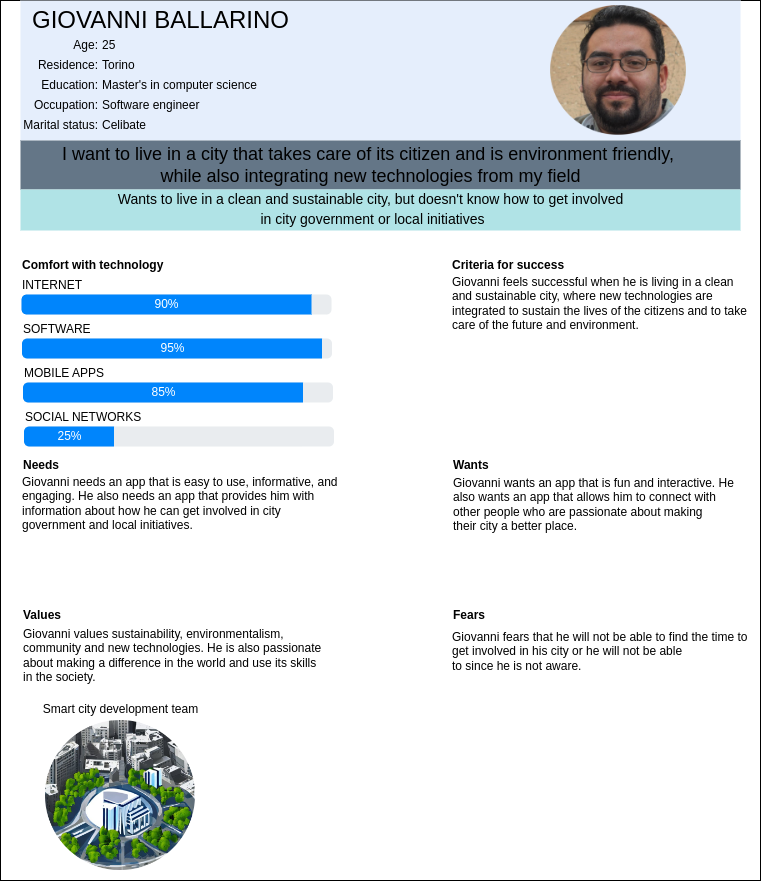 GIOVANNI BALLARINO
Age: 25
Residence: Torino
Education: Master's in computer science
Occupation: Software engineer
Marital status: Celibate
I want to live in a city that takes care of its citizen and is environment friendly,
while also integrating new technologies from my field
Wants to live in a clean and sustainable city, but doesn't know how to get involved
in city government or local initiatives
Comfort with technology
INTERNET
90%
SOFTWARE
95%
MOBILE APPS
85%
SOCIAL NETWORKS
25%
Criteria for success
Giovanni feels successful when he is living in a clean
and sustainable city, where new technologies are
integrated to sustain the lives of the citizens and to take
care of the future and environment.
Needs
Giovanni needs an app that is easy to use, informative, and
engaging. He also needs an app that provides him with
information about how he can get involved in city
government and local initiatives.
Wants
Giovanni wants an app that is fun and interactive. He
also wants an app that allows him to connect with
other people who are passionate about making
their city a better place.
Values
Giovanni values sustainability, environmentalism,
community and new technologies. He is also passionate
about making a difference in the world and use its skills
in the society.
Fears
Giovanni fears that he will not be able to find the time to
get involved in his city or he will not be able
to since he is not aware.
Smart city development team